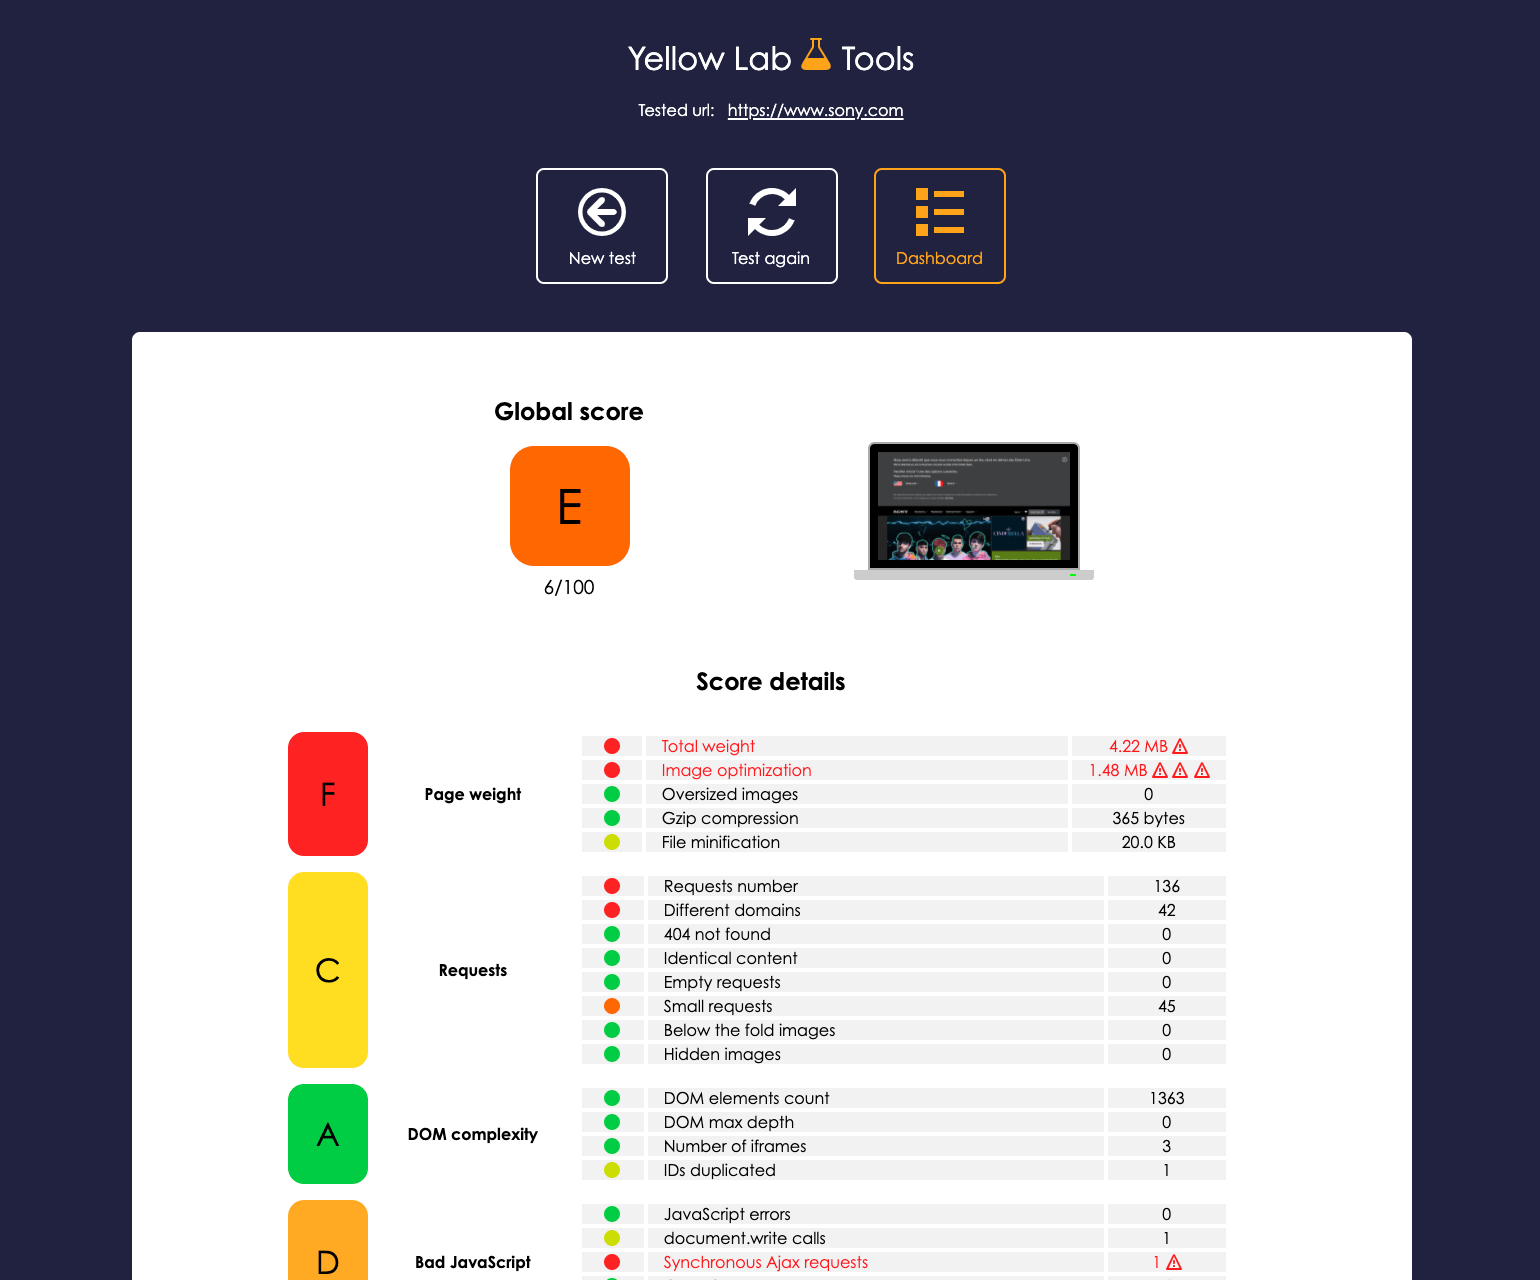 Yellow Lab Tools
Tested url: https://www.sony.com
New test
Test again
Dashboard
Global score
E
6/100
Score details
F
Page weight
Total weight 4.22 MB
Image optimization 1.48 MB
Oversized images 0
Gzip compression 365 bytes
File minification 20.0 KB
C
Requests
Requests number 136
Different domains 42
404 not found 0
Identical content 0
Empty requests 0
Small requests 45
Below the fold images 0
Hidden images 0
A
DOM complexity
DOM elements count 1363
DOM max depth 0
Number of iframes 3
IDs duplicated 1
D
Bad JavaScript
JavaScript errors 0
document.write calls 1
Synchronous Ajax requests 1